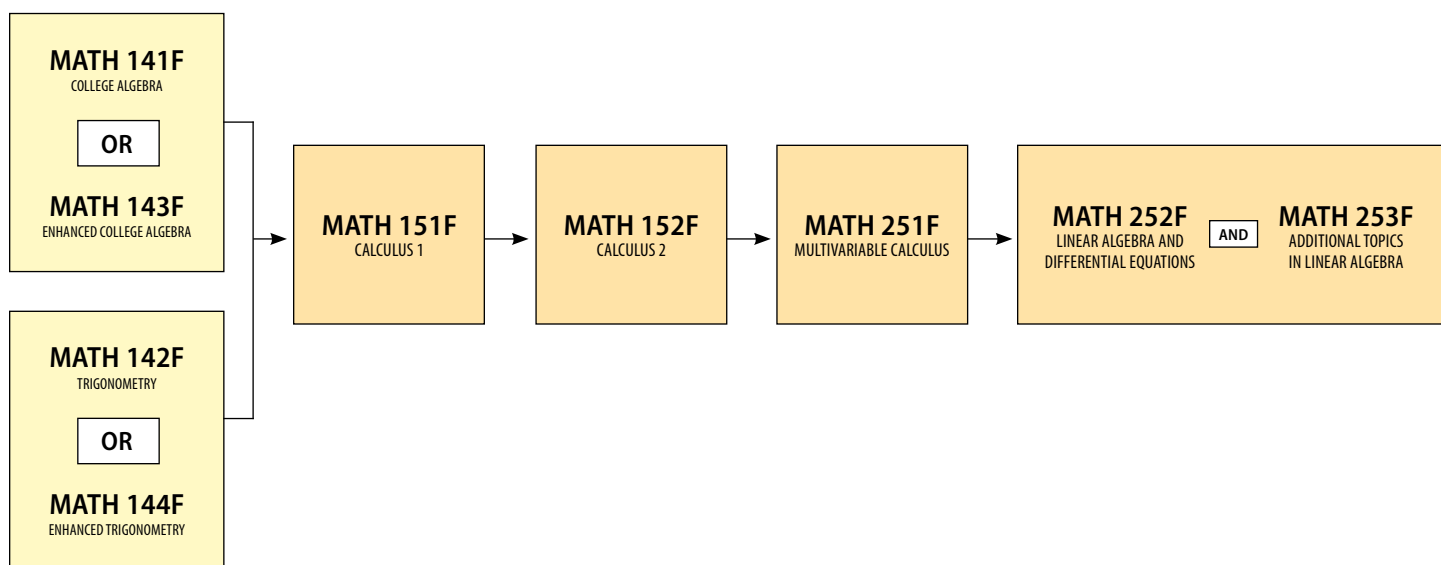 MATH 141F
COLLEGE ALGEBRA
OR
MATH 143F
ENHANCED COLLEGE ALGEBRA
MATH 142F
TRIGONOMETRY
OR
MATH 144F
ENHANCED TRIGONOMETRY
MATH 151F
CALCULUS 1
MATH 152F
CALCULUS 2
MATH 251F
MULTIVARIABLE CALCULUS
MATH 252F
LINEAR ALGEBRA AND
DIFFERENTIAL EQUATIONS
AND
MATH 253F
ADDITIONAL TOPICS
IN LINEAR ALGEBRA